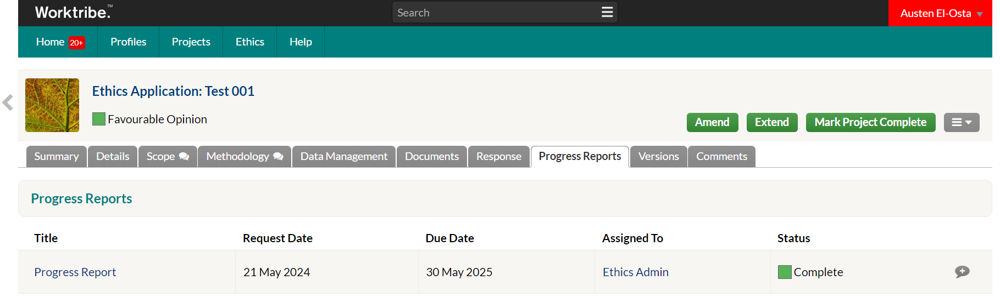 Worktribe.™
Search
Austen El-Osta
Home 20+ Profiles Projects Ethics Help
Ethics Application: Test 001
Favourable Opinion
Amend Extend Mark Project Complete
Summary Details Scope Methodology Data Management Documents Response Progress Reports Versions Comments
Progress Reports
Title Request Date Due Date Assigned To Status
Progress Report 21 May 2024 30 May 2025 Ethics Admin Complete